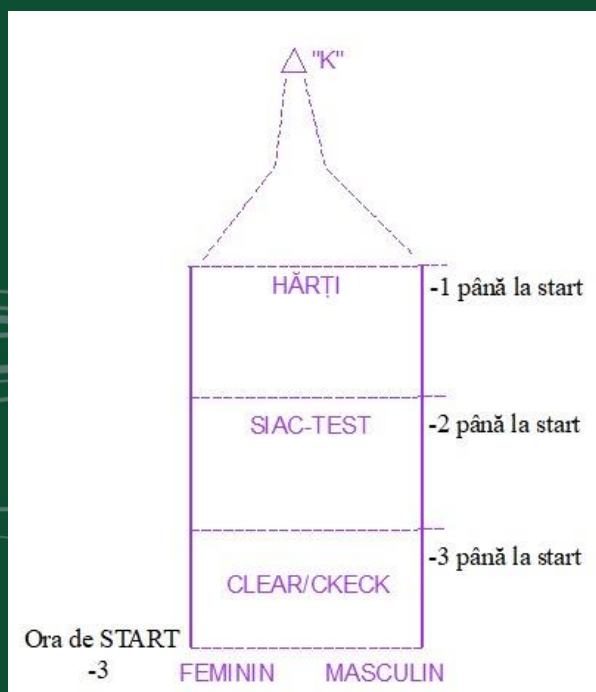 "K"
HĂRȚI
-1 până la start
SIAC-TEST
-2 până la start
-3 până la start
CLEAR/CKECK
Ora de START
-3
FEMININ MASCULIN